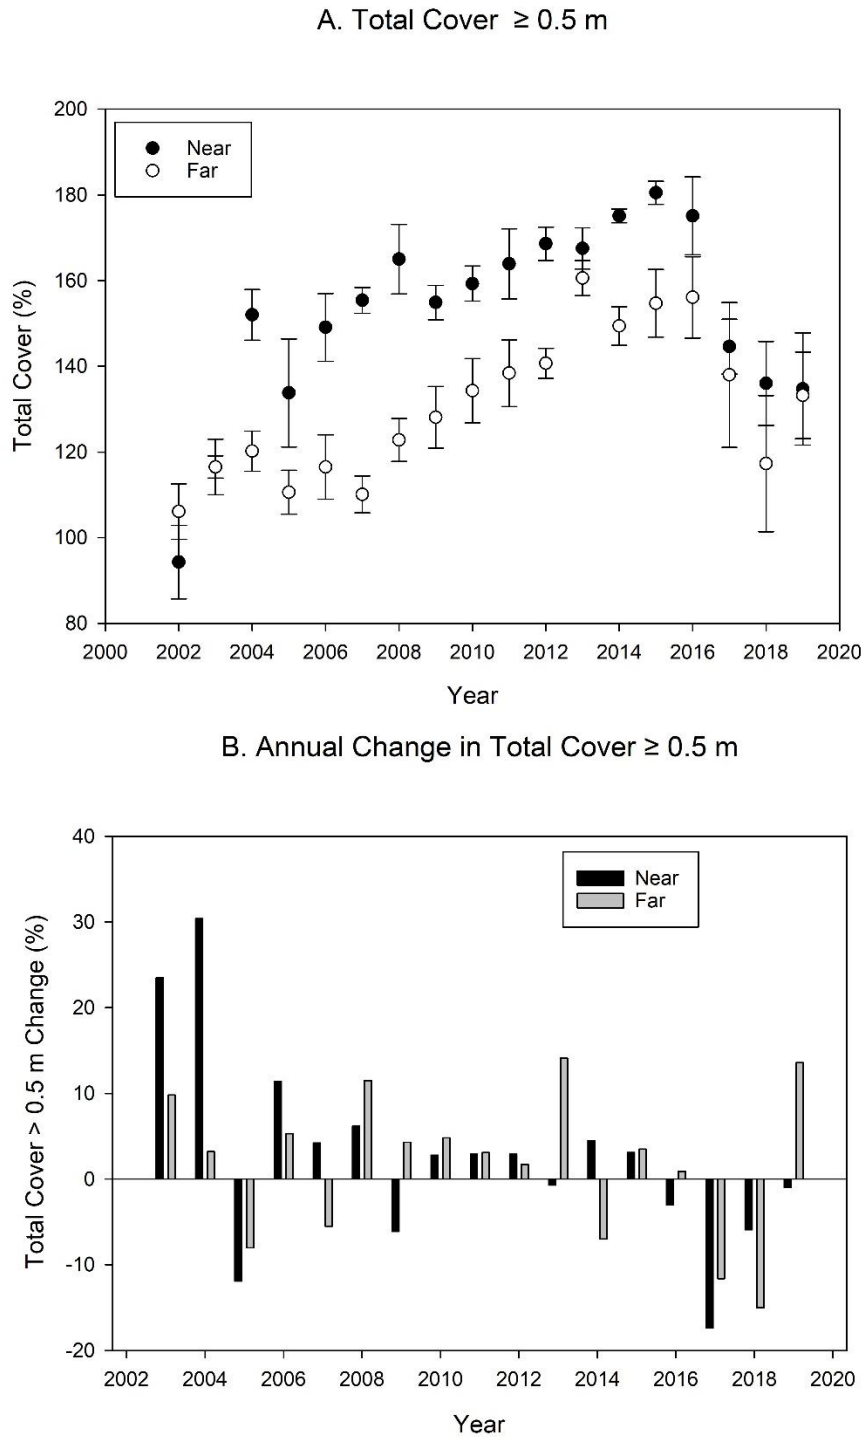 A. Total Cover ≥ 0.5 m
200
180
160
140
120
100
80
Total Cover (%)
Near
Far
2000 2002 2004 2006 2008 2010 2012 2014 2016 2018 2020
Year
B. Annual Change in Total Cover ≥ 0.5 m
40
30
20
10
0
-10
-20
Total Cover > 0.5 m Change (%)
Near
Far
2002 2004 2006 2008 2010 2012 2014 2016 2018 2020
Year